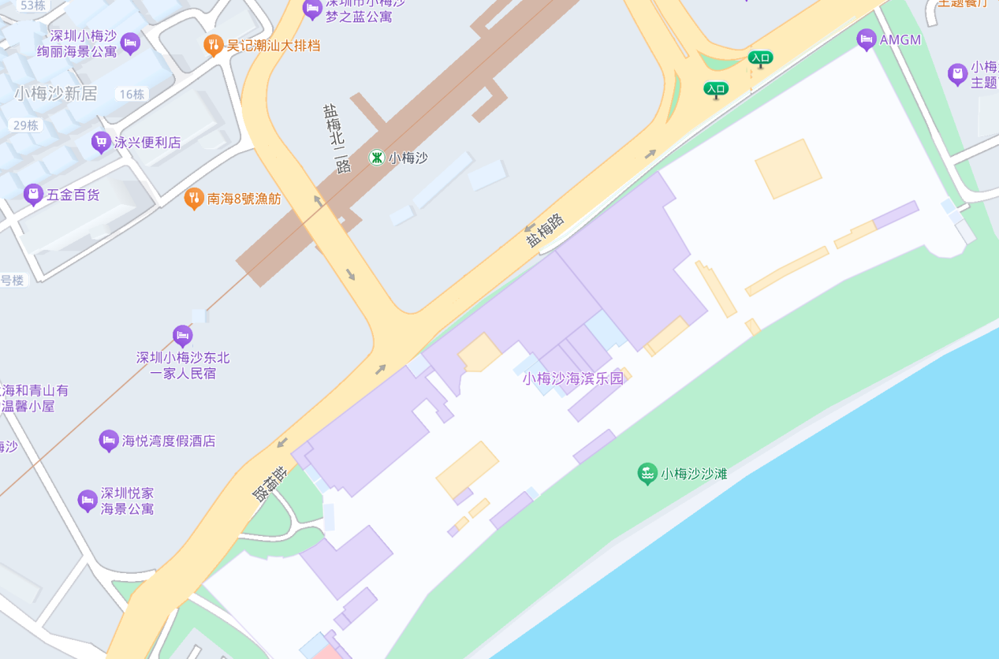 53栋
深圳市小梅沙
梦之蓝公寓
主题餐厅
深圳小梅沙
绚丽海景公寓
吴记潮汕大排档
入口
AMGM
入口
小梅沙新居
16栋
小梅
主题
盐梅北二路
29栋
泳兴便利店
小梅沙
五金百货
南海8號漁舫
盐梅路
号楼
深圳小梅沙东北
一家人民宿
小梅沙海滨乐园
海和青山有
温馨小屋
梅沙
海悦湾度假酒店
盐梅路
小梅沙沙滩
深圳悦家
海景公寓